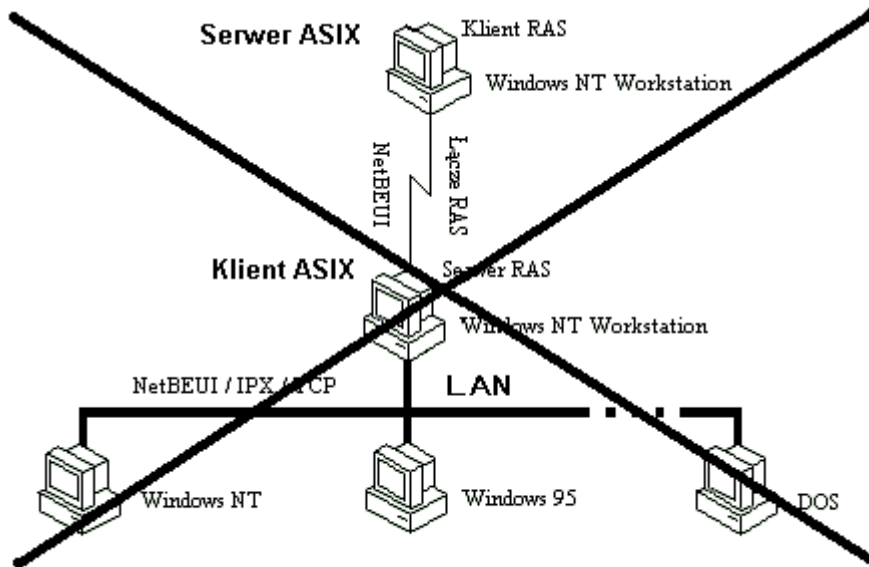 Serwer ASIX
Klient RAS
Windows NT Workstation
NetBEUI
Łącze RAS
Klient ASIX
Serwer RAS
Windows NT Workstation
NetBEUI / IPX / TCP
LAN
Windows NT
Windows 95
DOS